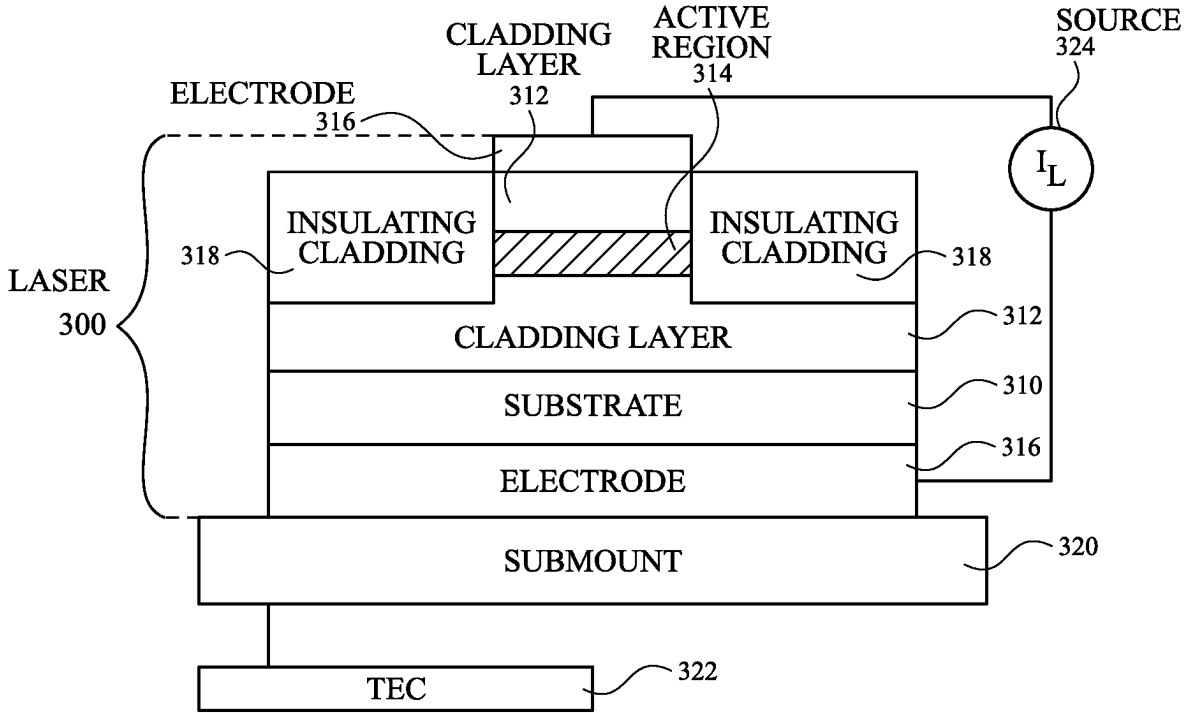 SOURCE
324
ACTIVE
REGION
314
CLADDING
LAYER
312
ELECTRODE
316
I_L
INSULATING
CLADDING
318
INSULATING
CLADDING
318
LASER
300
CLADDING LAYER
312
SUBSTRATE
310
ELECTRODE
316
SUBMOUNT
320
TEC
322